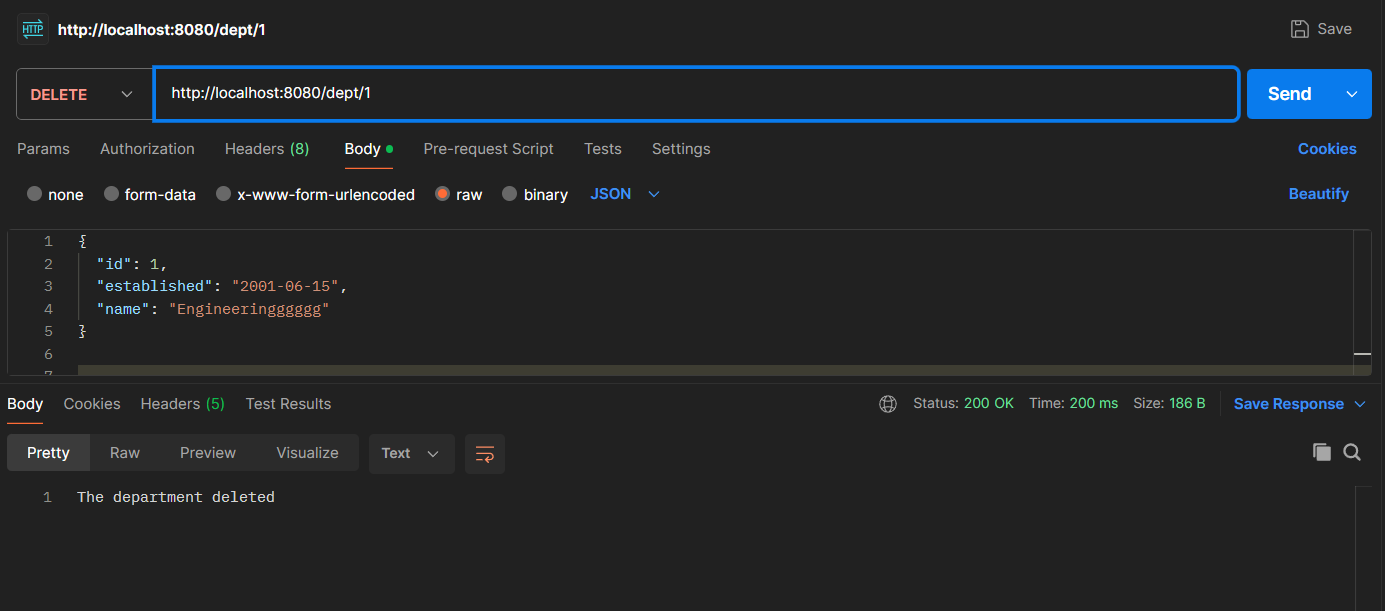 HTTP http://localhost:8080/dept/1 Save
DELETE http://localhost:8080/dept/1 Send
Params Authorization Headers (8) Body Pre-request Script Tests Settings Cookies
none form-data x-www-form-urlencoded raw binary JSON Beautify
1 {
2 "id": 1,
3 "established": "2001-06-15",
4 "name": "Engineeringggggg"
5 }
6
7
Body Cookies Headers (5) Test Results Status: 200 OK Time: 200 ms Size: 186 B Save Response
Pretty Raw Preview Visualize Text
1 The department deleted